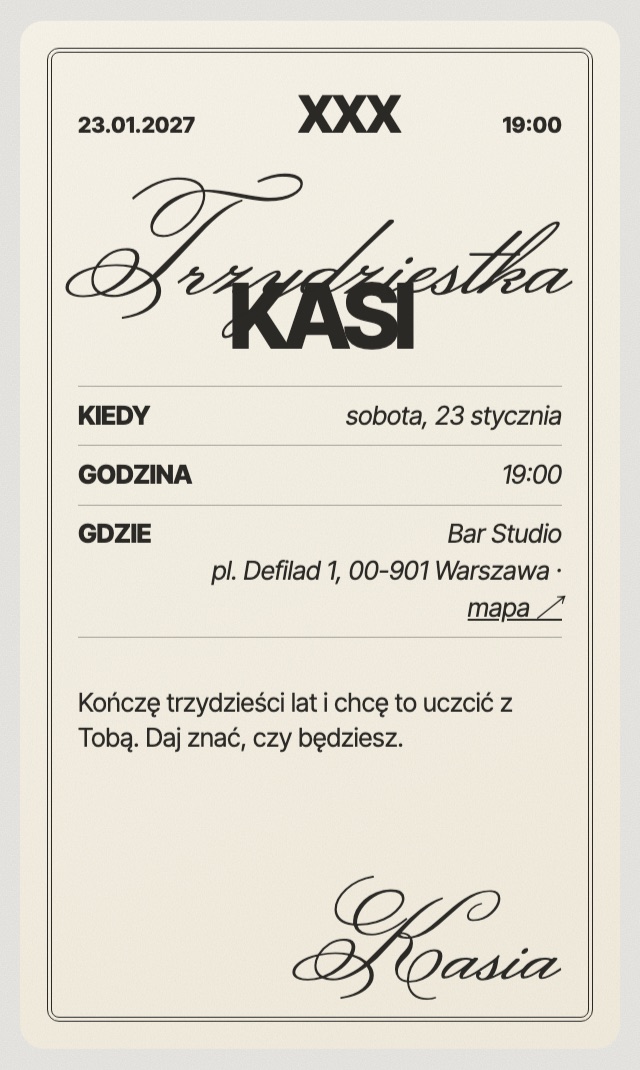 23.01.2027 XXX 19:00
Trzydziestka
KASI
KIEDY sobota, 23 stycznia
GODZINA 19:00
GDZIE Bar Studio
pl. Defilad 1, 00-901 Warszawa ·
mapa ↗
Kończę trzydzieści lat i chcę to uczcić z
Tobą. Daj znać, czy będziesz.
Kasia